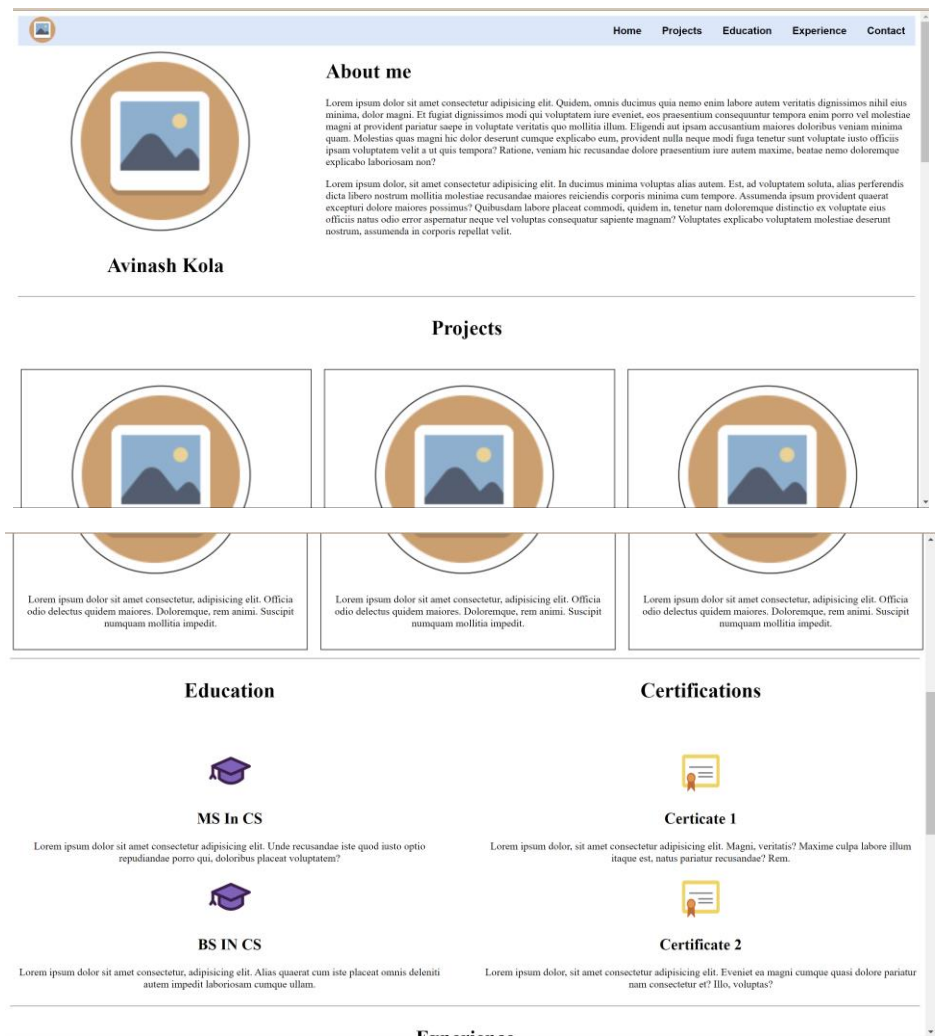 Home Projects Education Experience Contact
About me
Lorem ipsum dolor sit amet consectetur adipisicing elit. Quidem, omnis ducimus quia nemo enim labore autem veritatis dignissimos nihil eius
minima, dolor magni. Et fugiat dignissimos modi qui voluptatem iure eveniet, eos praesentium consequuntur tempora enim porro vel molestiae
magni at provident pariatur saepe in voluptate veritatis quo mollitia illum. Eligendi aut ipsam accusantium maiores doloribus veniam minima
quam. Molestias quas magni hic dolor deserunt cumque explicabo eum, provident nulla neque modi fuga tenetur sunt voluptate iusto officiis
ipsam voluptatem velit a ut quis tempora? Ratione, veniam hic recusandae dolore praesentium iure autem maxime, beatae nemo doloremque
explicabo laboriosam non?
Lorem ipsum dolor, sit amet consectetur adipisicing elit. In ducimus minima voluptas alias autem. Est, ad voluptatem soluta, alias perferendis
dicta libero nostrum mollitia molestiae recusandae maiores reiciendis corporis minima cum tempore. Assumenda ipsum provident quaerat
excepturi dolore maiores possimus? Quibusdam labore placeat commodi, quidem in, tenetur nam doloremque distinctio ex voluptate eius
officiis natus odio error aspernatur neque vel voluptas consequatur sapiente magnam? Voluptates explicabo voluptatem molestiae deserunt
nostrum, assumenda in corporis repellat velit.
Avinash Kola
Projects
Lorem ipsum dolor sit amet consectetur, adipisicing elit. Officia
odio delectus quidem maiores. Doloremque, rem animi. Suscipit
numquam mollitia impedit.
Lorem ipsum dolor sit amet consectetur, adipisicing elit. Officia
odio delectus quidem maiores. Doloremque, rem animi. Suscipit
numquam mollitia impedit.
Lorem ipsum dolor sit amet consectetur, adipisicing elit. Officia
odio delectus quidem maiores. Doloremque, rem animi. Suscipit
numquam mollitia impedit.
Education
MS In CS
Lorem ipsum dolor sit amet consectetur adipisicing elit. Unde recusandae iste quod iusto optio
repudiandae porro qui, doloribus placeat voluptatem?
BS IN CS
Lorem ipsum dolor sit amet consectetur, adipisicing elit. Alias quaerat cum iste placeat omnis deleniti
autem impedit laboriosam cumque ullam.
Certifications
Certicate 1
Lorem ipsum dolor, sit amet consectetur adipisicing elit. Magni, veritatis? Maxime culpa labore illum
itaque est, natus pariatur recusandae? Rem.
Certificate 2
Lorem ipsum dolor, sit amet consectetur adipisicing elit. Eveniet ea magni cumque quasi dolore pariatur
nam consectetur et? Illo, voluptas?
Experience